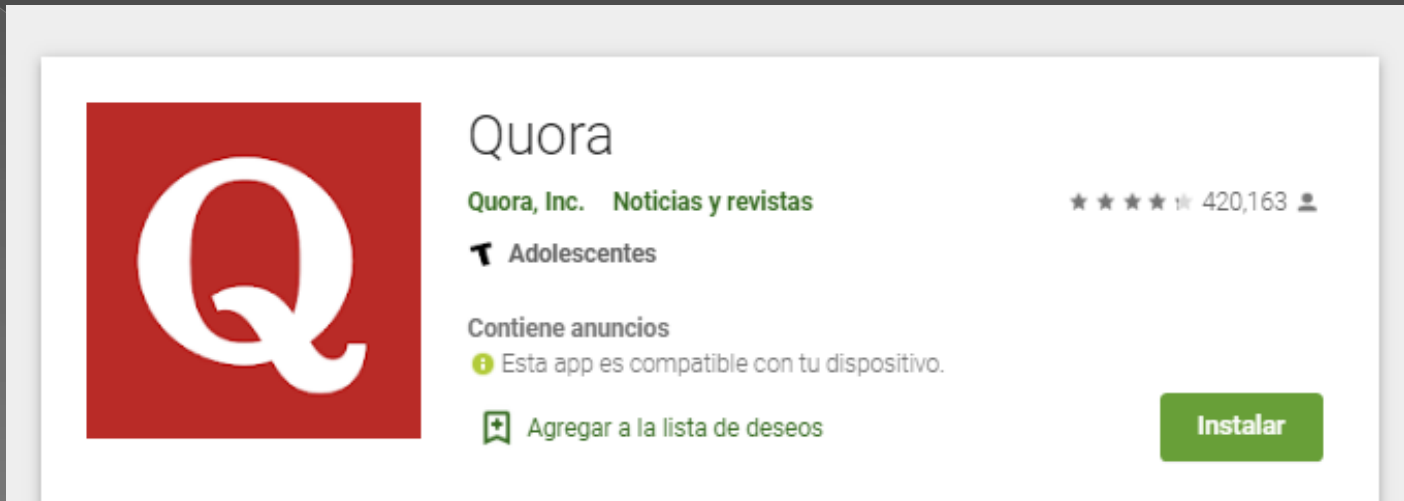 Q
Quora
Quora, Inc. Noticias y revistas 420,163
T Adolescentes
Contiene anuncios
Esta app es compatible con tu dispositivo.
Agregar a la lista de deseos
Instalar